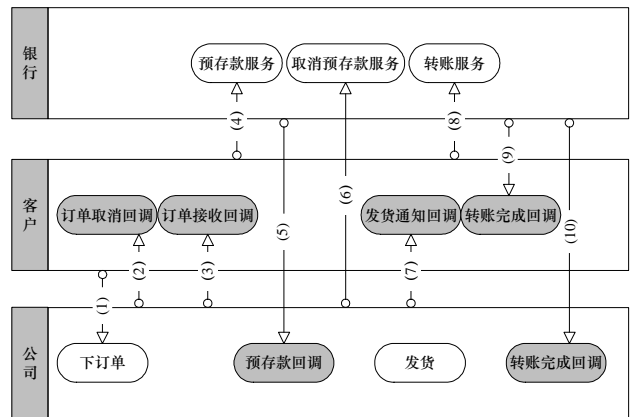 银行
预存款服务
取消预存款服务
转账服务
(4)
(8)
(9)
客户
订单取消回调
订单接收回调
发货通知回调
转账完成回调
(6)
(5)
(10)
(2)
(3)
(7)
(1)
公司
下订单
预存款回调
发货
转账完成回调